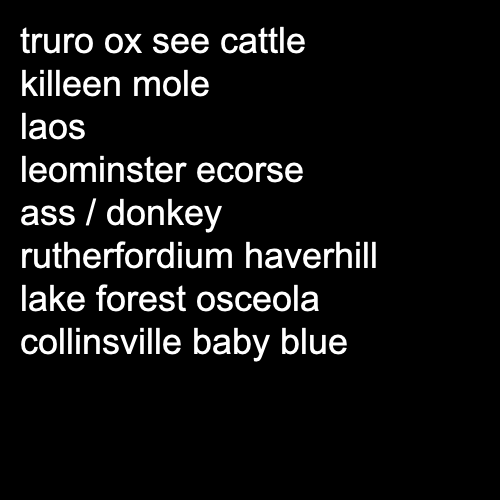 truro ox see cattle
killeen mole
laos
leominster ecorse
ass / donkey
rutherfordium haverhill
lake forest osceola
collinsville baby blue